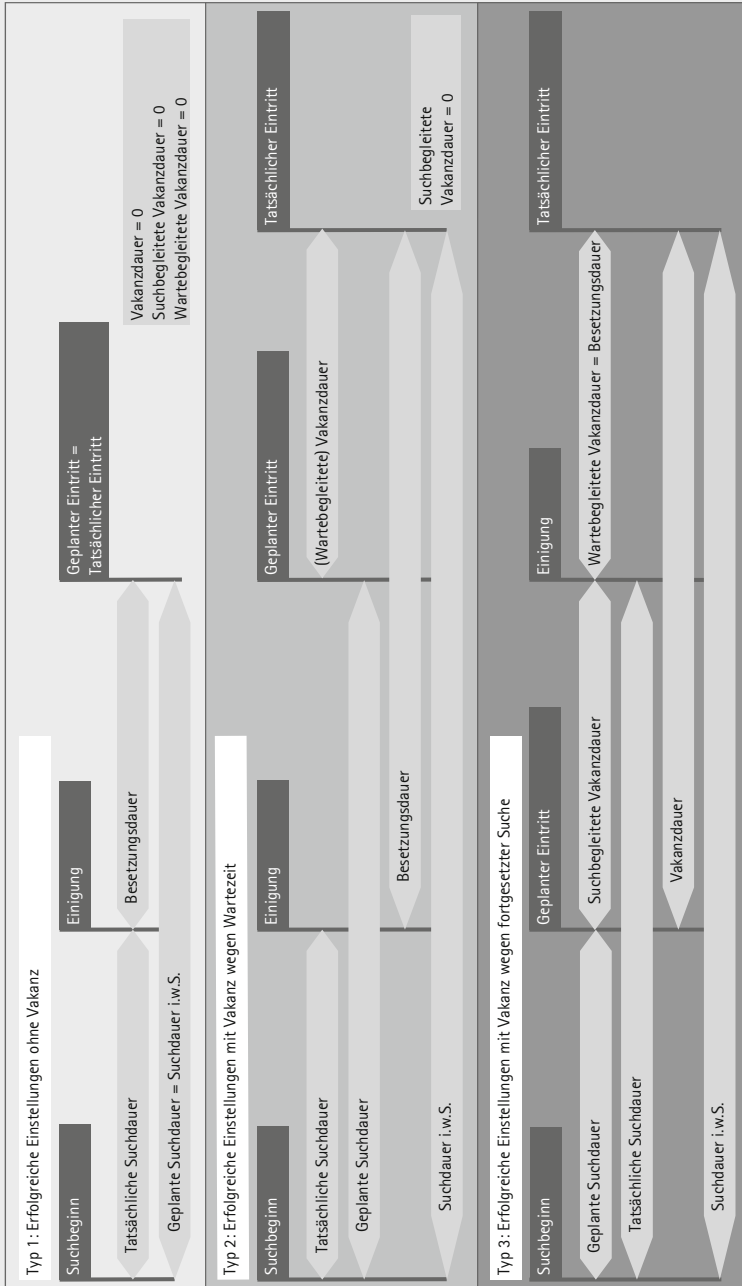 Typ 1: Erfolgreiche Einstellungen ohne Vakanz
Suchbeginn
Einigung
Geplanter Eintritt =
Tatsächlicher Eintritt
Tatsächliche Suchdauer
Besetzungsdauer
Geplante Suchdauer = Suchdauer i.w.S.
Vakanzdauer = 0
Suchbegleitete Vakanzdauer = 0
Wartebegleitete Vakanzdauer = 0
Typ 2: Erfolgreiche Einstellungen mit Vakanz wegen Wartezeit
Suchbeginn
Einigung
Geplanter Eintritt
Tatsächlicher Eintritt
Tatsächliche Suchdauer
(Wartebegleitete) Vakanzdauer
Geplante Suchdauer
Besetzungsdauer
Suchdauer i.w.S.
Suchbegleitete
Vakanzdauer = 0
Typ 3: Erfolgreiche Einstellungen mit Vakanz wegen fortgesetzter Suche
Suchbeginn
Geplanter Eintritt
Einigung
Tatsächlicher Eintritt
Geplante Suchdauer
Suchbegleitete Vakanzdauer
Wartebegleitete Vakanzdauer = Besetzungsdauer
Tatsächliche Suchdauer
Vakanzdauer
Suchdauer i.w.S.